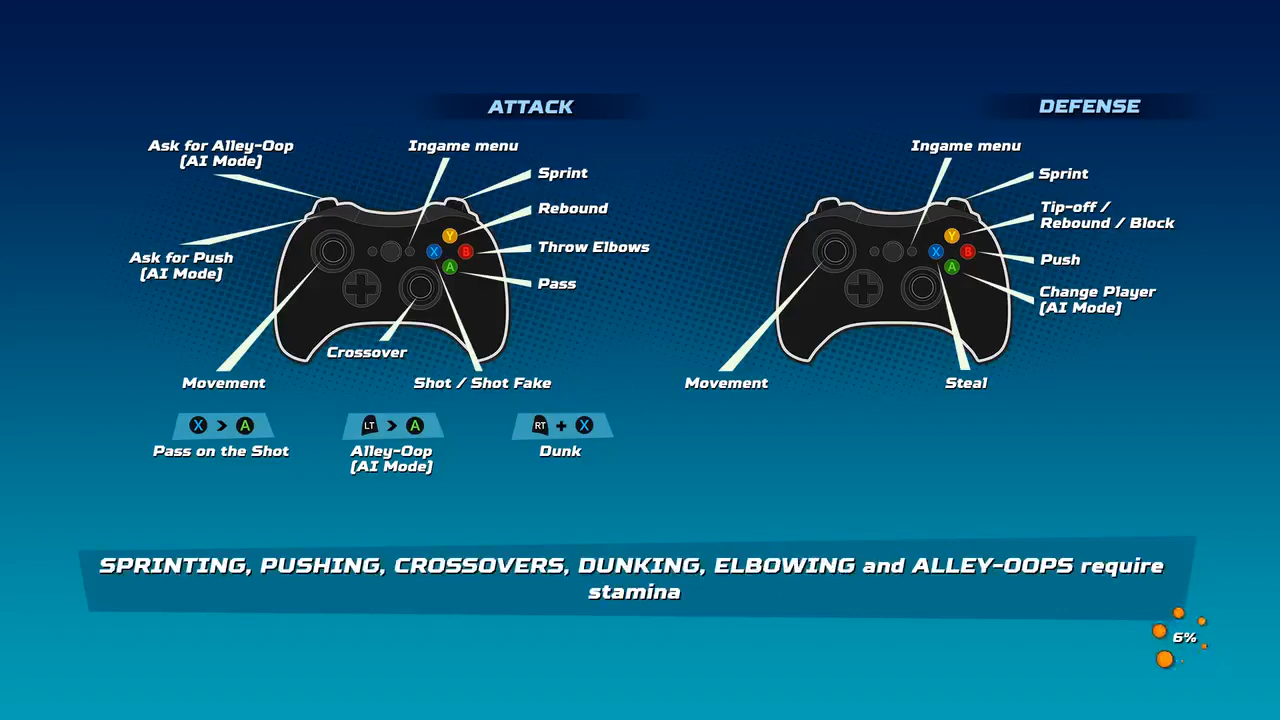 ATTACK
Ask for Alley-Oop
[AI Mode]
Ingame menu
Sprint
Rebound
Throw Elbows
Pass
Ask for Push
[AI Mode]
Y
X
B
A
Crossover
Movement
Shot / Shot Fake
X > A
Pass on the Shot
LT > A
Alley-Oop
[AI Mode]
RT + X
Dunk
DEFENSE
Ingame menu
Sprint
Tip-off /
Rebound / Block
Push
Change Player
[AI Mode]
Y
X
B
A
Movement
Steal
SPRINTING, PUSHING, CROSSOVERS, DUNKING, ELBOWING and ALLEY-OOPS require
stamina
6%